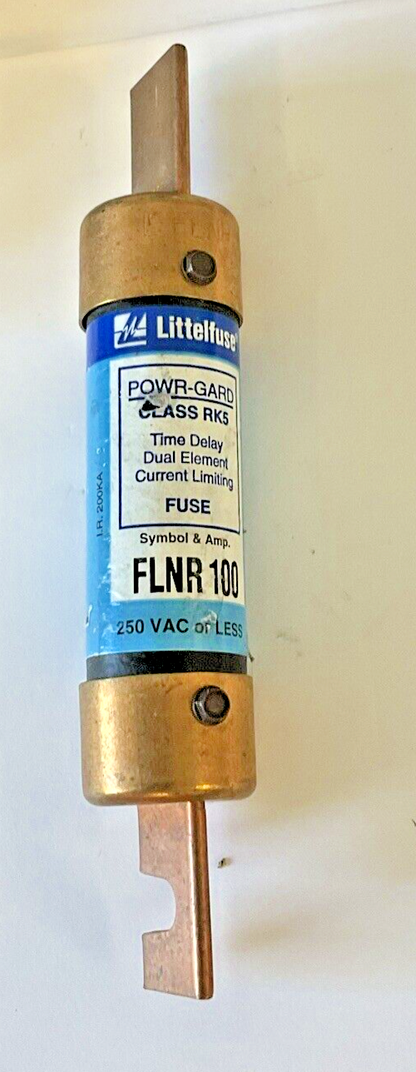 Littelfuse
POWR-GARD
CLASS RK5
Time Delay
Dual Element
Current Limiting
FUSE
I.R. 200KA
Symbol & Amp.
FLNR 100
250 VAC or LESS